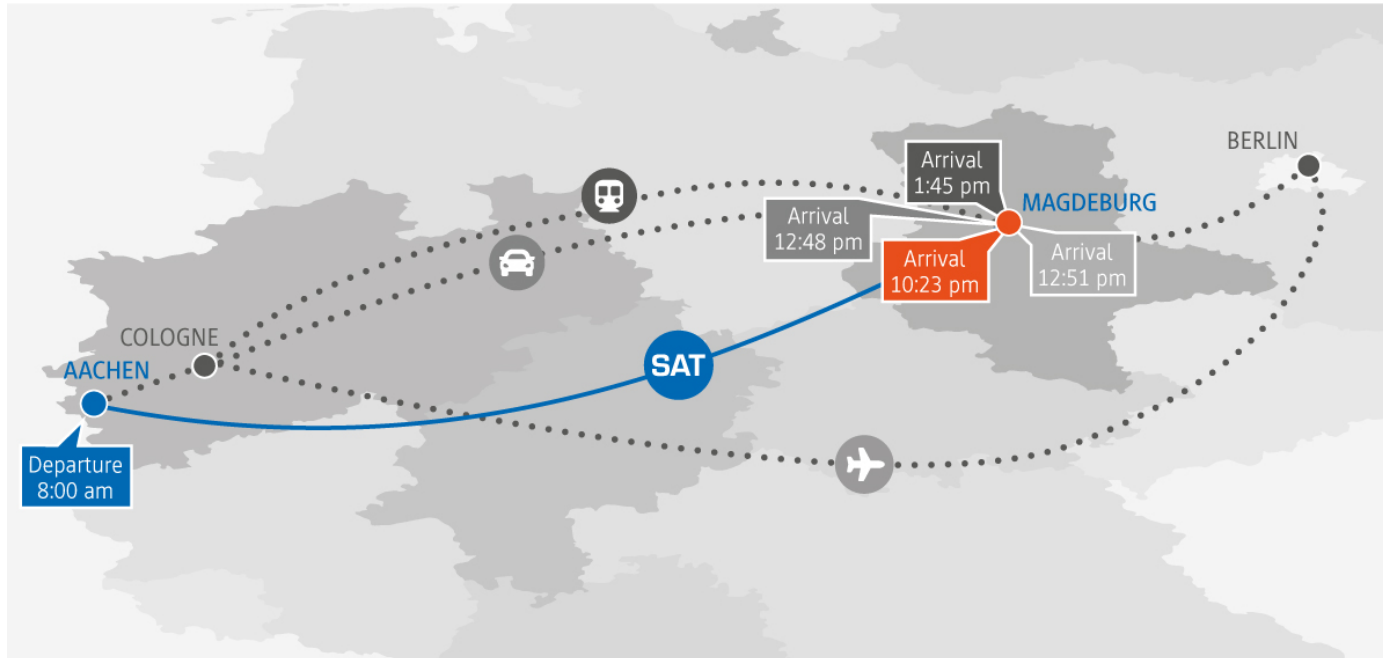 BERLIN
Arrival
1:45 pm
MAGDEBURG
Arrival
12:48 pm
Arrival
10:23 pm
Arrival
12:51 pm
COLOGNE
SAT
AACHEN
Departure
8:00 am